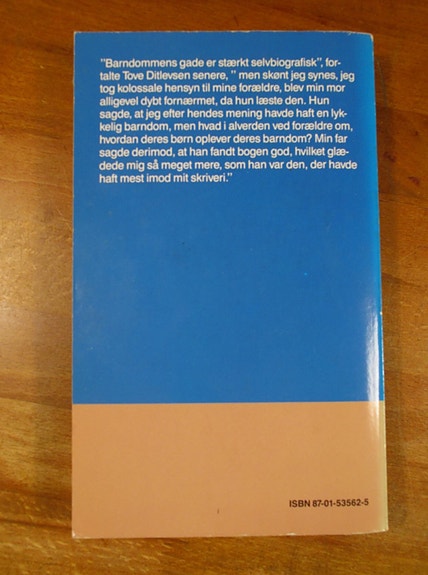 "Barndommens gade er stærkt selvbiografisk", for-
talte Tove Ditlevsen senere, " men skønt jeg synes, jeg
tog kolossale hensyn til mine forældre, blev min mor
alligevel dybt fornærmet, da hun læste den. Hun
sagde, at jeg efter hendes mening havde haft en lyk-
kelig barndom, men hvad i alverden ved forældre om,
hvordan deres børn oplever deres barndom? Min far
sagde derimod, at han fandt bogen god, hvilket glæ-
dede mig så meget mere, som han var den, der havde
haft mest imod mit skriveri."
ISBN 87-01-53562-5